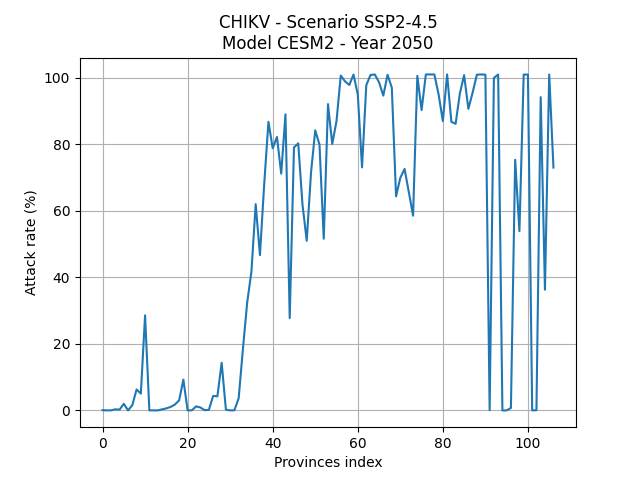 CHIKV - Scenario SSP2-4.5
Model CESM2 - Year 2050
Attack rate (%)
100
80
60
40
20
0
0 20 40 60 80 100
Provinces index